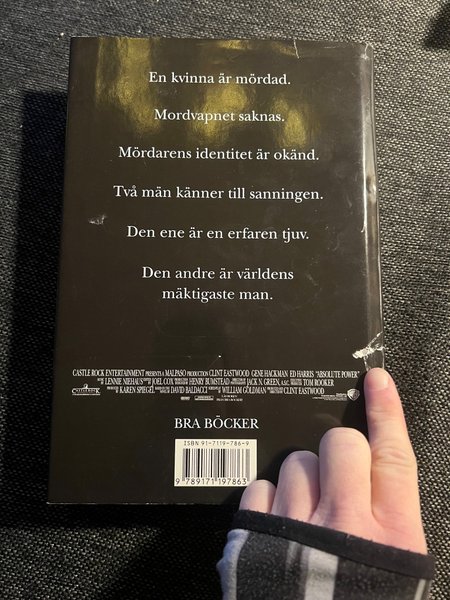 En kvinna är mördad.
Mordvapnet saknas.
Mördarens identitet är okänd.
Två män känner till sanningen.
Den ene är en erfaren tjuv.
Den andre är världens
mäktigaste man.
CASTLE ROCK ENTERTAINMENT PRESENTS A MALPASO PRODUCTION CLINT EASTWOOD GENE HACKMAN ED HARRIS "ABSOLUTE POWER"
LENNIE NIEHAUS JOEL COX HENRY BUMSTEAD JACK N. GREEN, A.S.C. TOM ROOKER
KAREN SPIEGEL DAVID BALDACCI WILLIAM GOLDMAN CLINT EASTWOOD
BRA BÖCKER
ISBN 91-7119-786-9
9 789171 197863